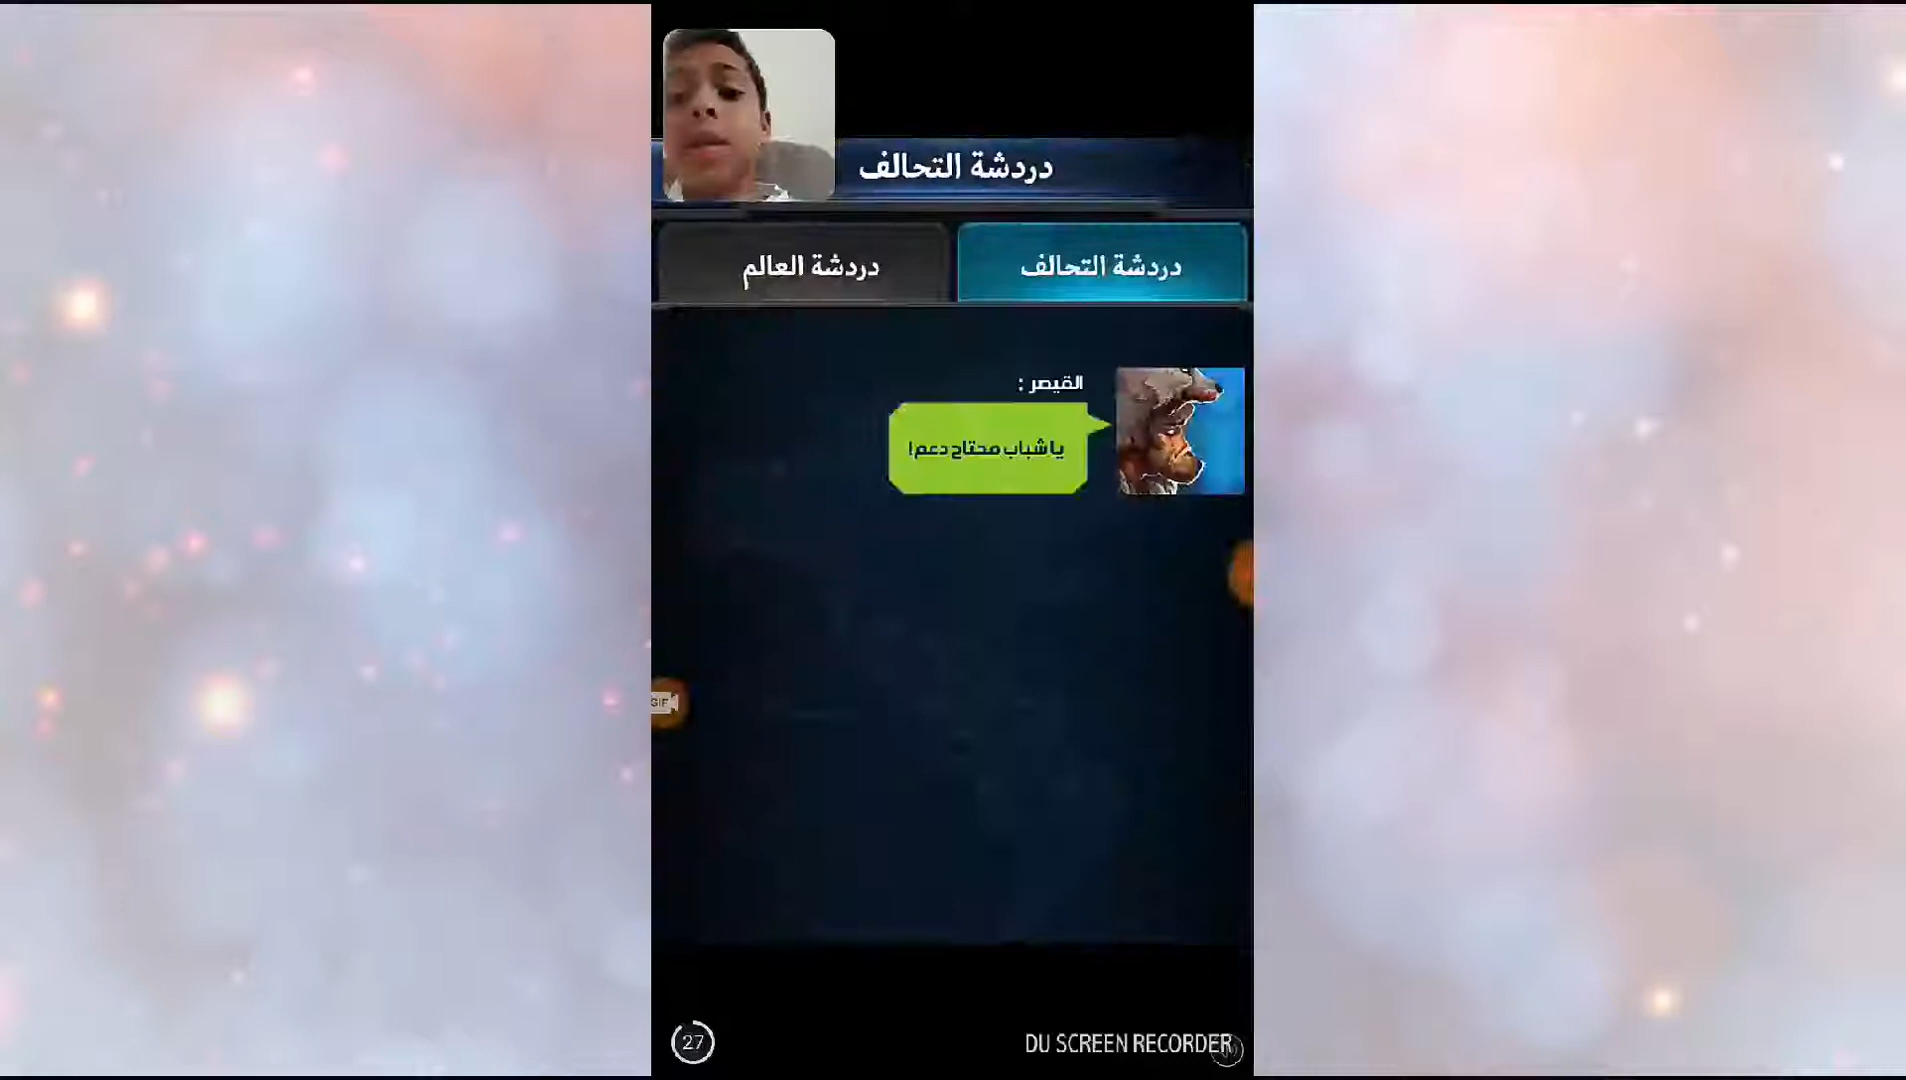 دردشة التحالف
دردشة التحالف
دردشة العالم
القيصر :
يا شباب محتاج دعم!
GIF
27
DU SCREEN RECORDER